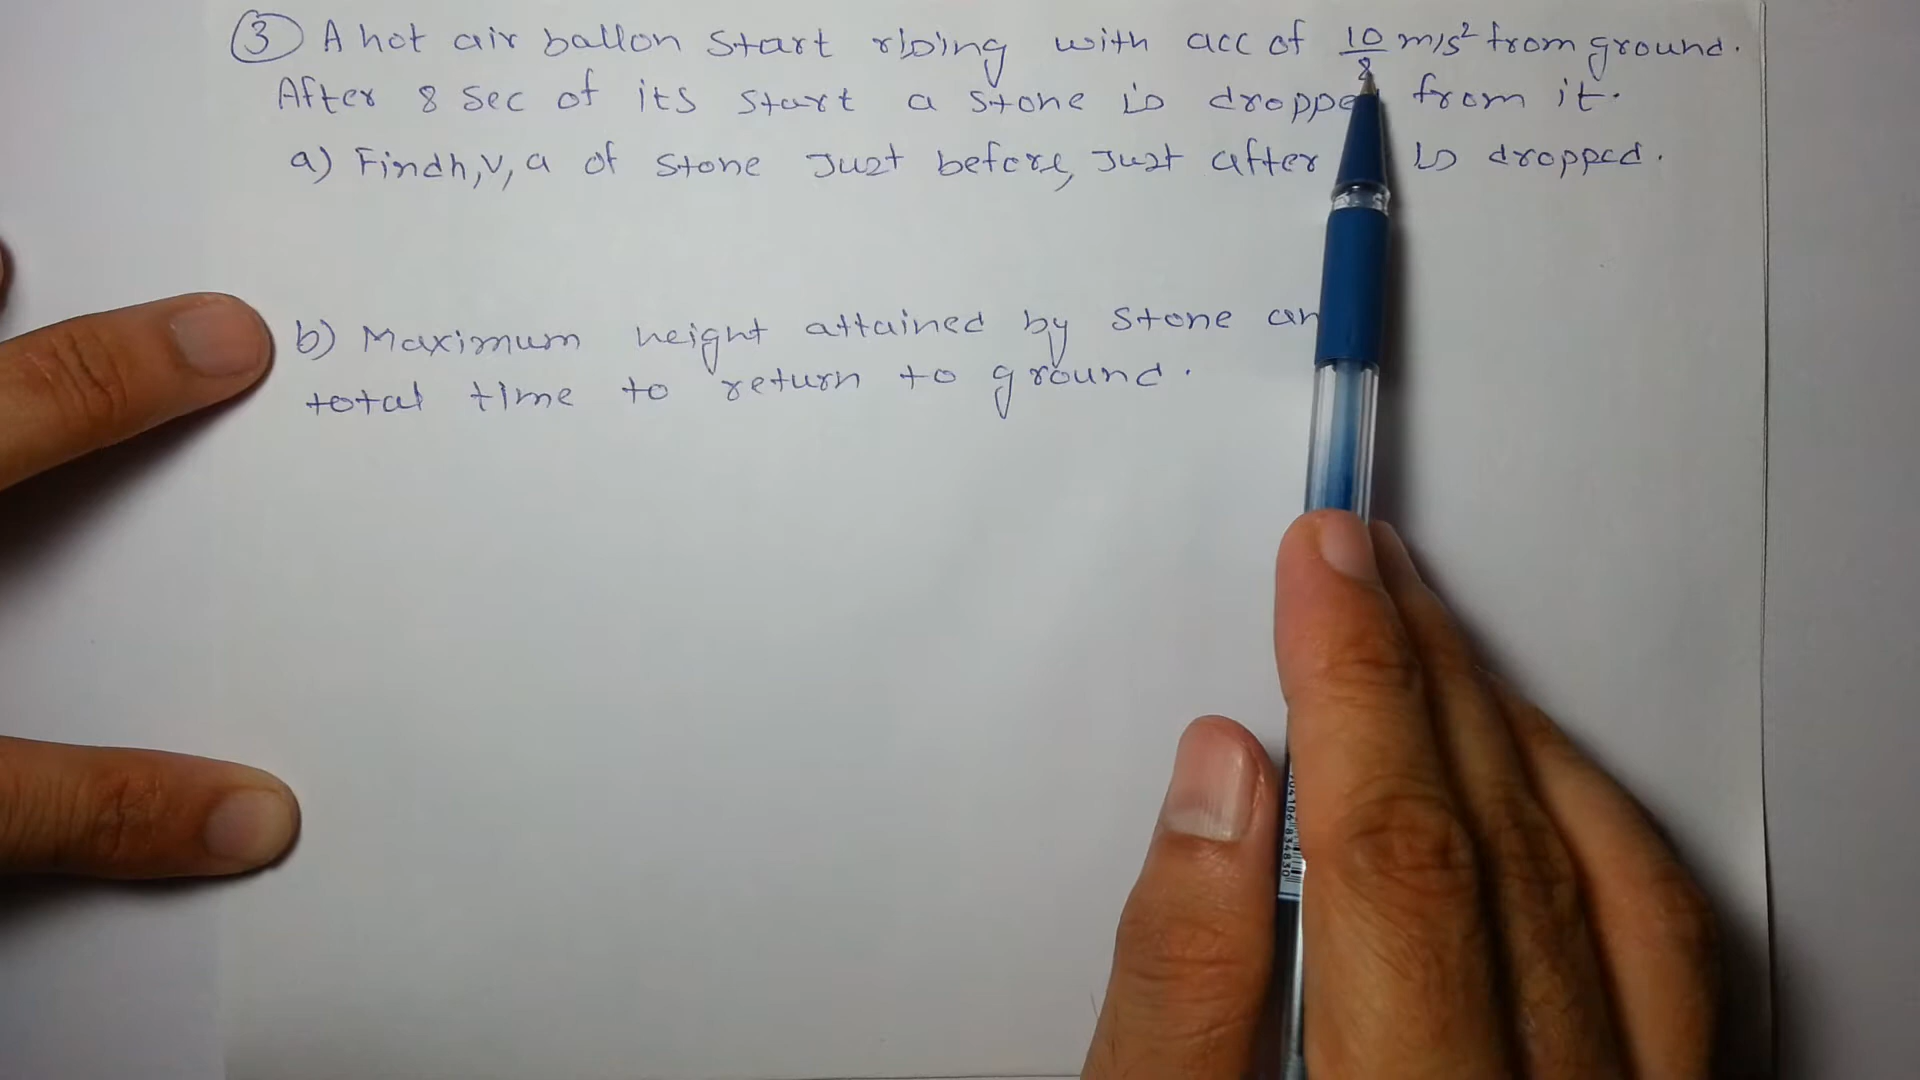 3 A hot air ballon start rising with acc of 10/8 m/s² from ground.
After 8 sec of its start a stone is droppe from it.
a) Find h, v, a of stone Just before, Just after is dropped.
b) Maximum height attained by stone an
total time to return to ground.